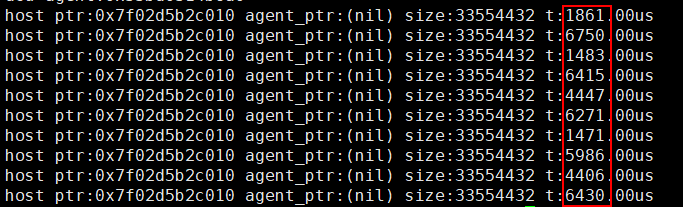 host ptr:0x7f02d5b2c010 agent_ptr:(nil) size:33554432 t:1861.00us
host ptr:0x7f02d5b2c010 agent_ptr:(nil) size:33554432 t:6750.00us
host ptr:0x7f02d5b2c010 agent_ptr:(nil) size:33554432 t:1483.00us
host ptr:0x7f02d5b2c010 agent_ptr:(nil) size:33554432 t:6415.00us
host ptr:0x7f02d5b2c010 agent_ptr:(nil) size:33554432 t:4447.00us
host ptr:0x7f02d5b2c010 agent_ptr:(nil) size:33554432 t:6271.00us
host ptr:0x7f02d5b2c010 agent_ptr:(nil) size:33554432 t:1471.00us
host ptr:0x7f02d5b2c010 agent_ptr:(nil) size:33554432 t:5986.00us
host ptr:0x7f02d5b2c010 agent_ptr:(nil) size:33554432 t:4406.00us
host ptr:0x7f02d5b2c010 agent_ptr:(nil) size:33554432 t:6430.00us